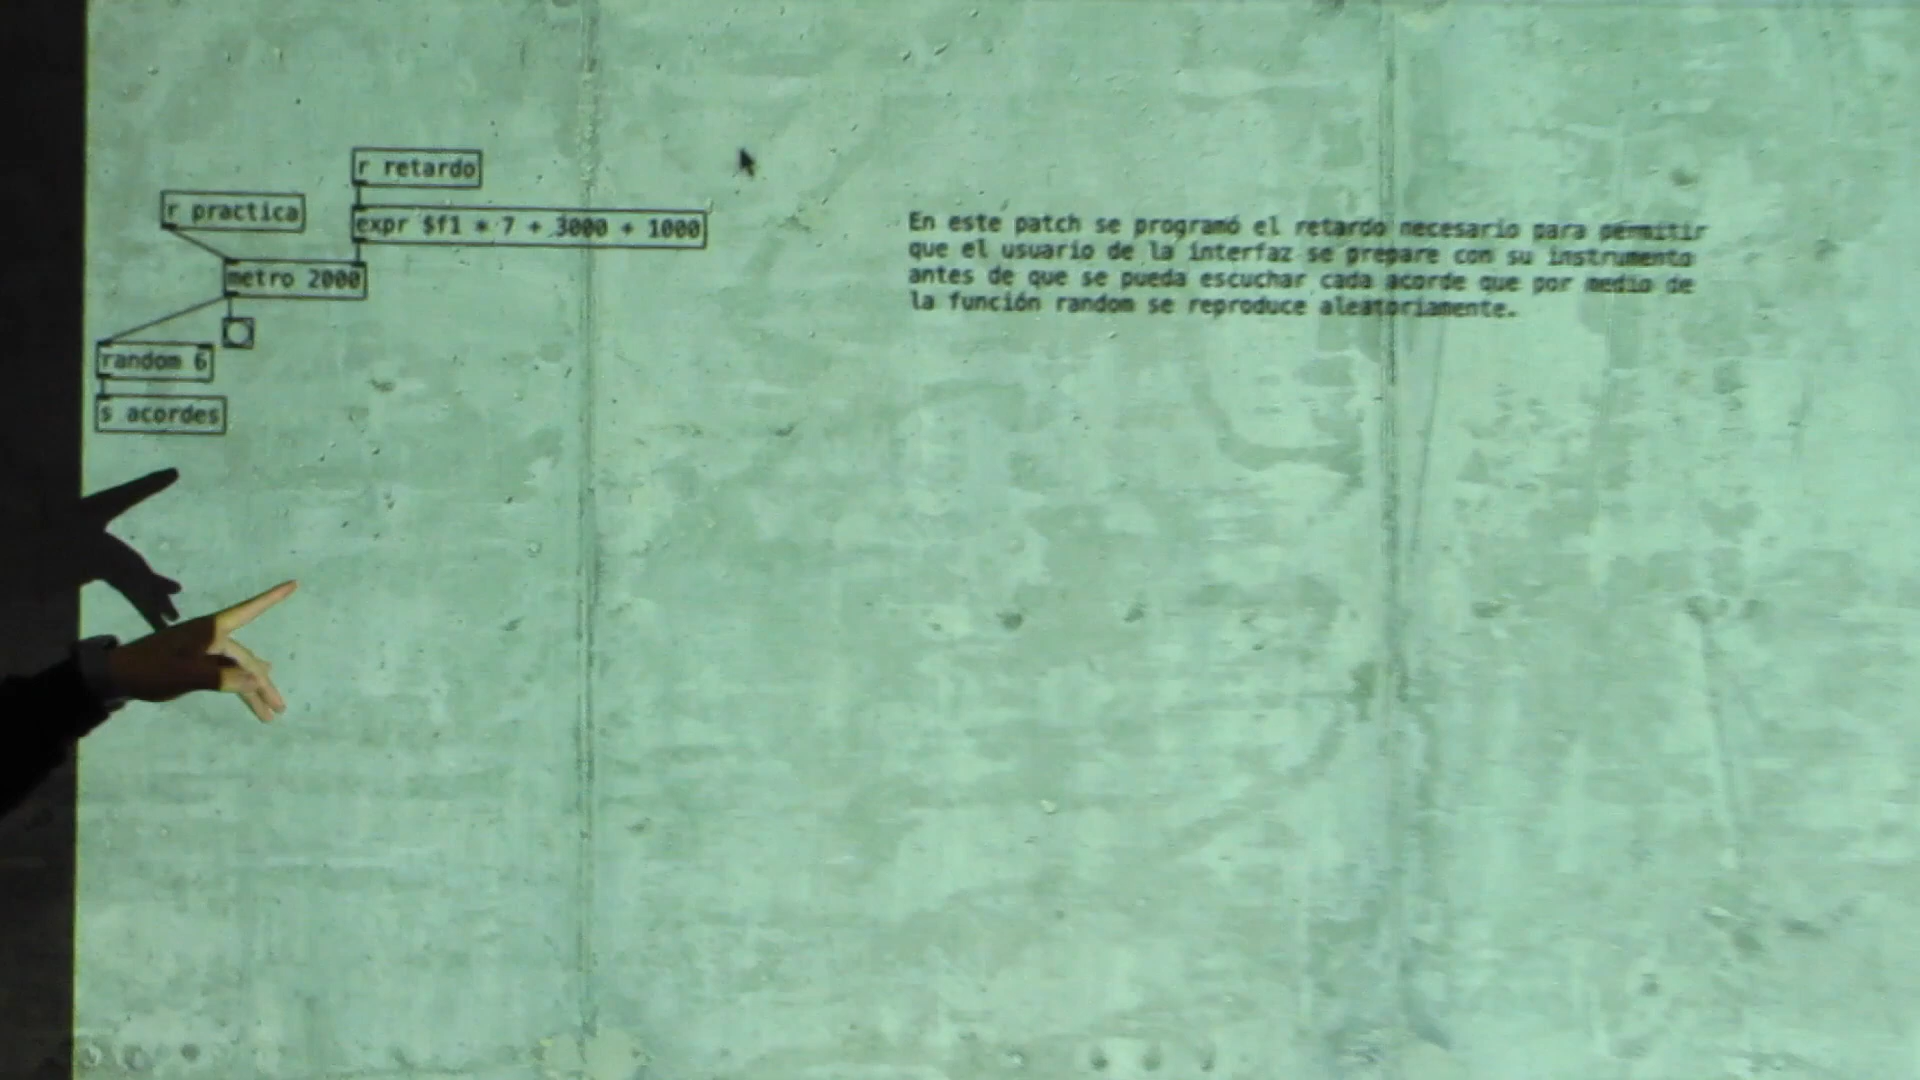 r retardo
r practica
expr $f1 * 7 + 3000 + 1000
metro 2000
random 6
s acordes
En este patch se programó el retardo necesario para permitir
que el usuario de la interfaz se prepare con su instrumento
antes de que se pueda escuchar cada acorde que por medio de
la función random se reproduce aleatoriamente.